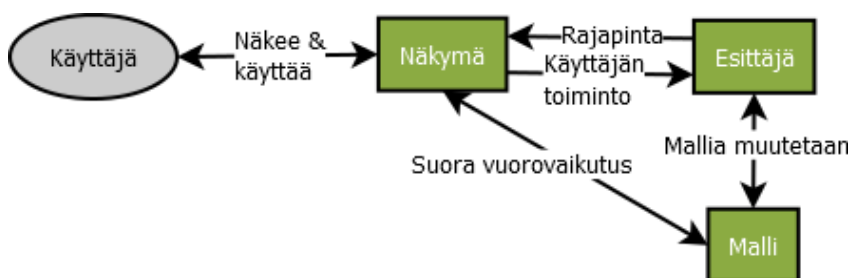 Käyttäjä
Näkee &
käyttää
Näkymä
Rajapinta
Käyttäjän
toiminto
Esittäjä
Suora vuorovaikutus
Mallia muutetaan
Malli